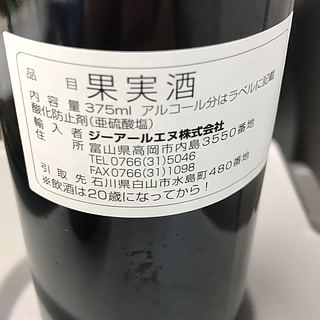 品目 果実酒
内容量 375ml アルコール分はラベルに記載
酸化防止剤(亜硫酸塩)
輸入者 ジーアールエヌ株式会社
住所 富山県高岡市内島3550番地
TEL0766(31)5046
FAX0766(31)1098
引取先 石川県白山市水島町480番地
※飲酒は20歳になってから!